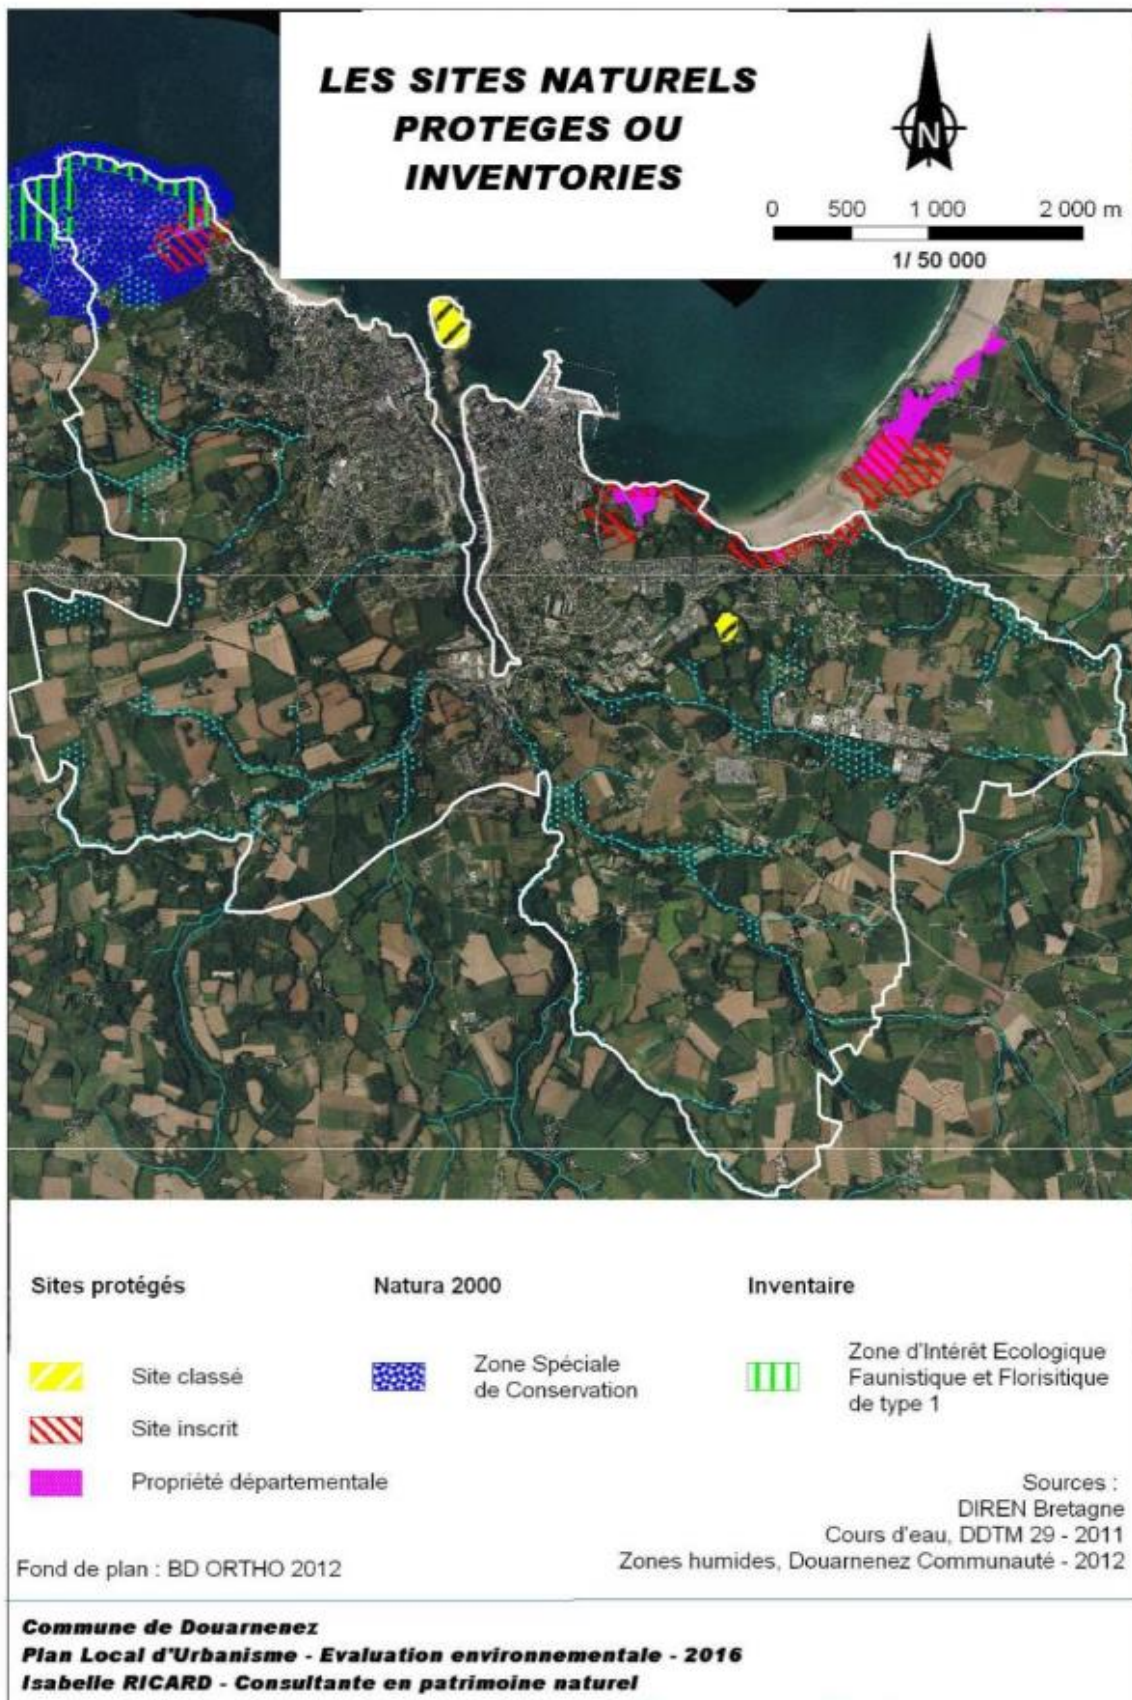 LES SITES NATURELS
PROTEGES OU
INVENTORIES
N
0 500 1 000 2 000 m
1/ 50 000
Sites protégés
Site classé
Site inscrit
Propriété départementale
Natura 2000
Zone Spéciale
de Conservation
Inventaire
Zone d'Intérêt Ecologique
Faunistique et Florisitique
de type 1
Sources :
DIREN Bretagne
Cours d'eau, DDTM 29 - 2011
Zones humides, Douarnenez Communauté - 2012
Fond de plan : BD ORTHO 2012
Commune de Douarnenez
Plan Local d'Urbanisme - Evaluation environnementale - 2016
Isabelle RICARD - Consultante en patrimoine naturel